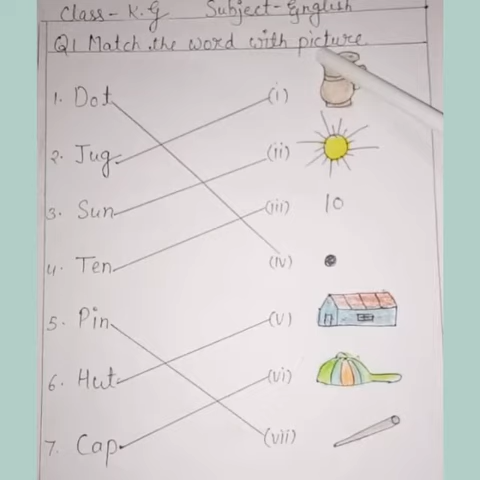 Class - K.G Subject - English
Q1 Match the word with picture
1. Dot (i)
2. Jug (ii)
3. Sun (iii) 10
4. Ten (iv)
5. Pin (v)
6. Hut (vi)
7. Cap (vii)